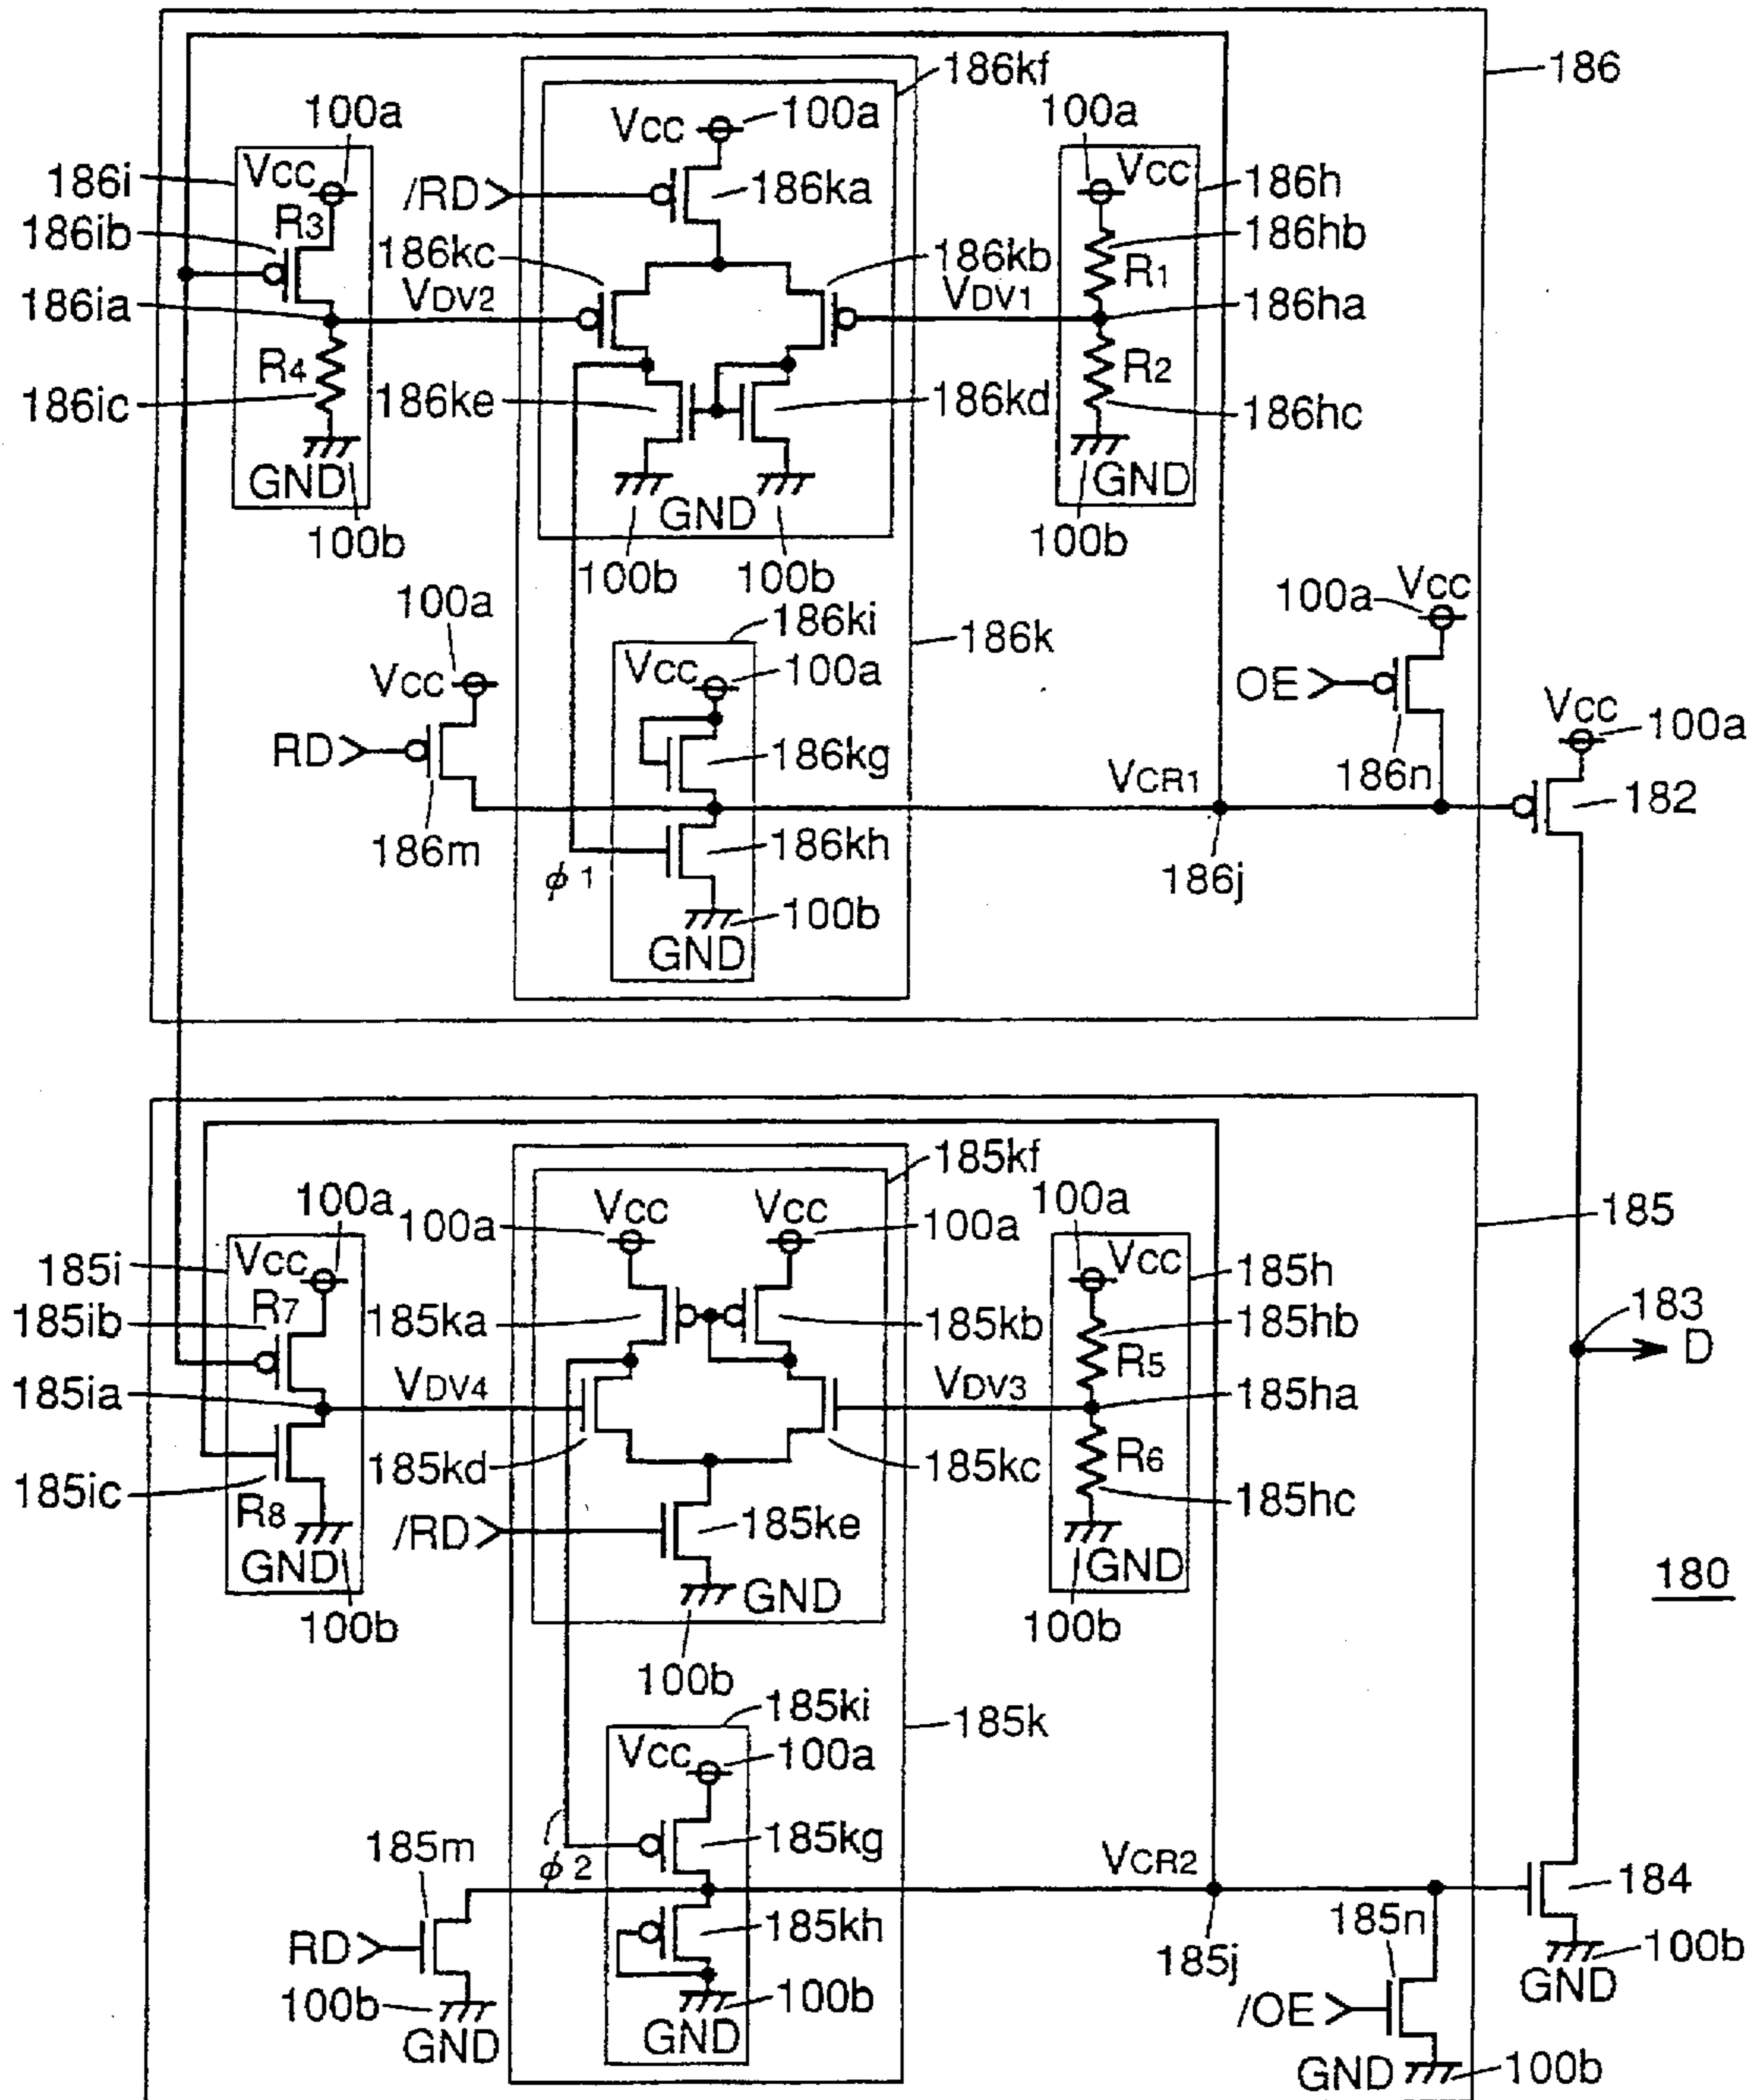 186kf
186
100a
Vcc
100a
100a
186i
Vcc
/RD
186ka
Vcc
186h
186ib
R3
186kc
186kb
186hb
R1
186ia
VDV2
VDV1
186ha
R4
R2
186ic
186ke
186kd
186hc
GND
GND
GND
100b
100b
100b
100b
100a
186ki
186k
100a
Vcc
Vcc
Vcc
100a
OE
Vcc
100a
RD
186kg
VCR1
186n
182
186m
186kh
φ1
186j
100b
GND
185kf
185
100a
100a
Vcc
Vcc
100a
100a
185i
Vcc
Vcc
185h
185ib
R7
185ka
185kb
185hb
R5
183
D
185ia
VDV4
VDV3
185ha
185ic
185kd
185kc
R6
185hc
R8
/RD
185ke
GND
GND
GND
100b
100b
100b
180
185ki
185k
Vcc
100a
185m
185kg
φ2
VCR2
184
RD
185kh
185n
185j
100b
GND
100b
100b
GND
GND
/OE
GND
100b